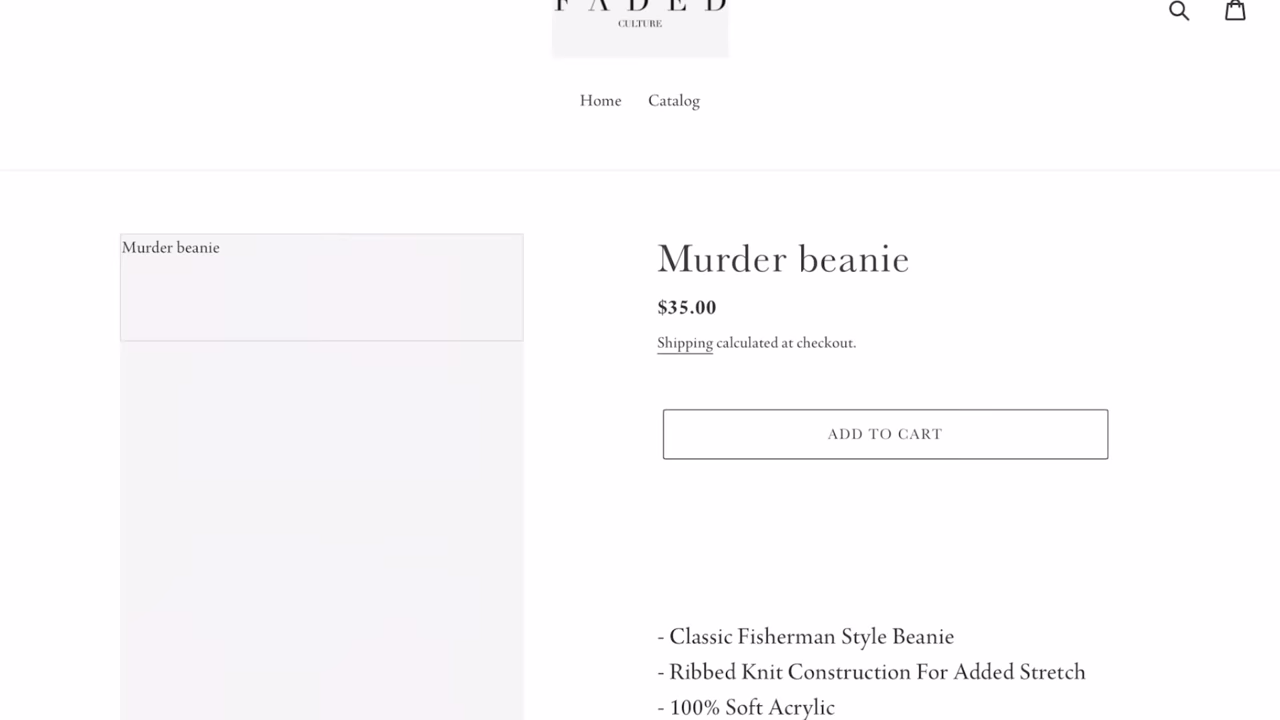 FADED
CULTURE
Home Catalog
Murder beanie
Murder beanie
$35.00
Shipping calculated at checkout.
ADD TO CART
- Classic Fisherman Style Beanie
- Ribbed Knit Construction For Added Stretch
- 100% Soft Acrylic